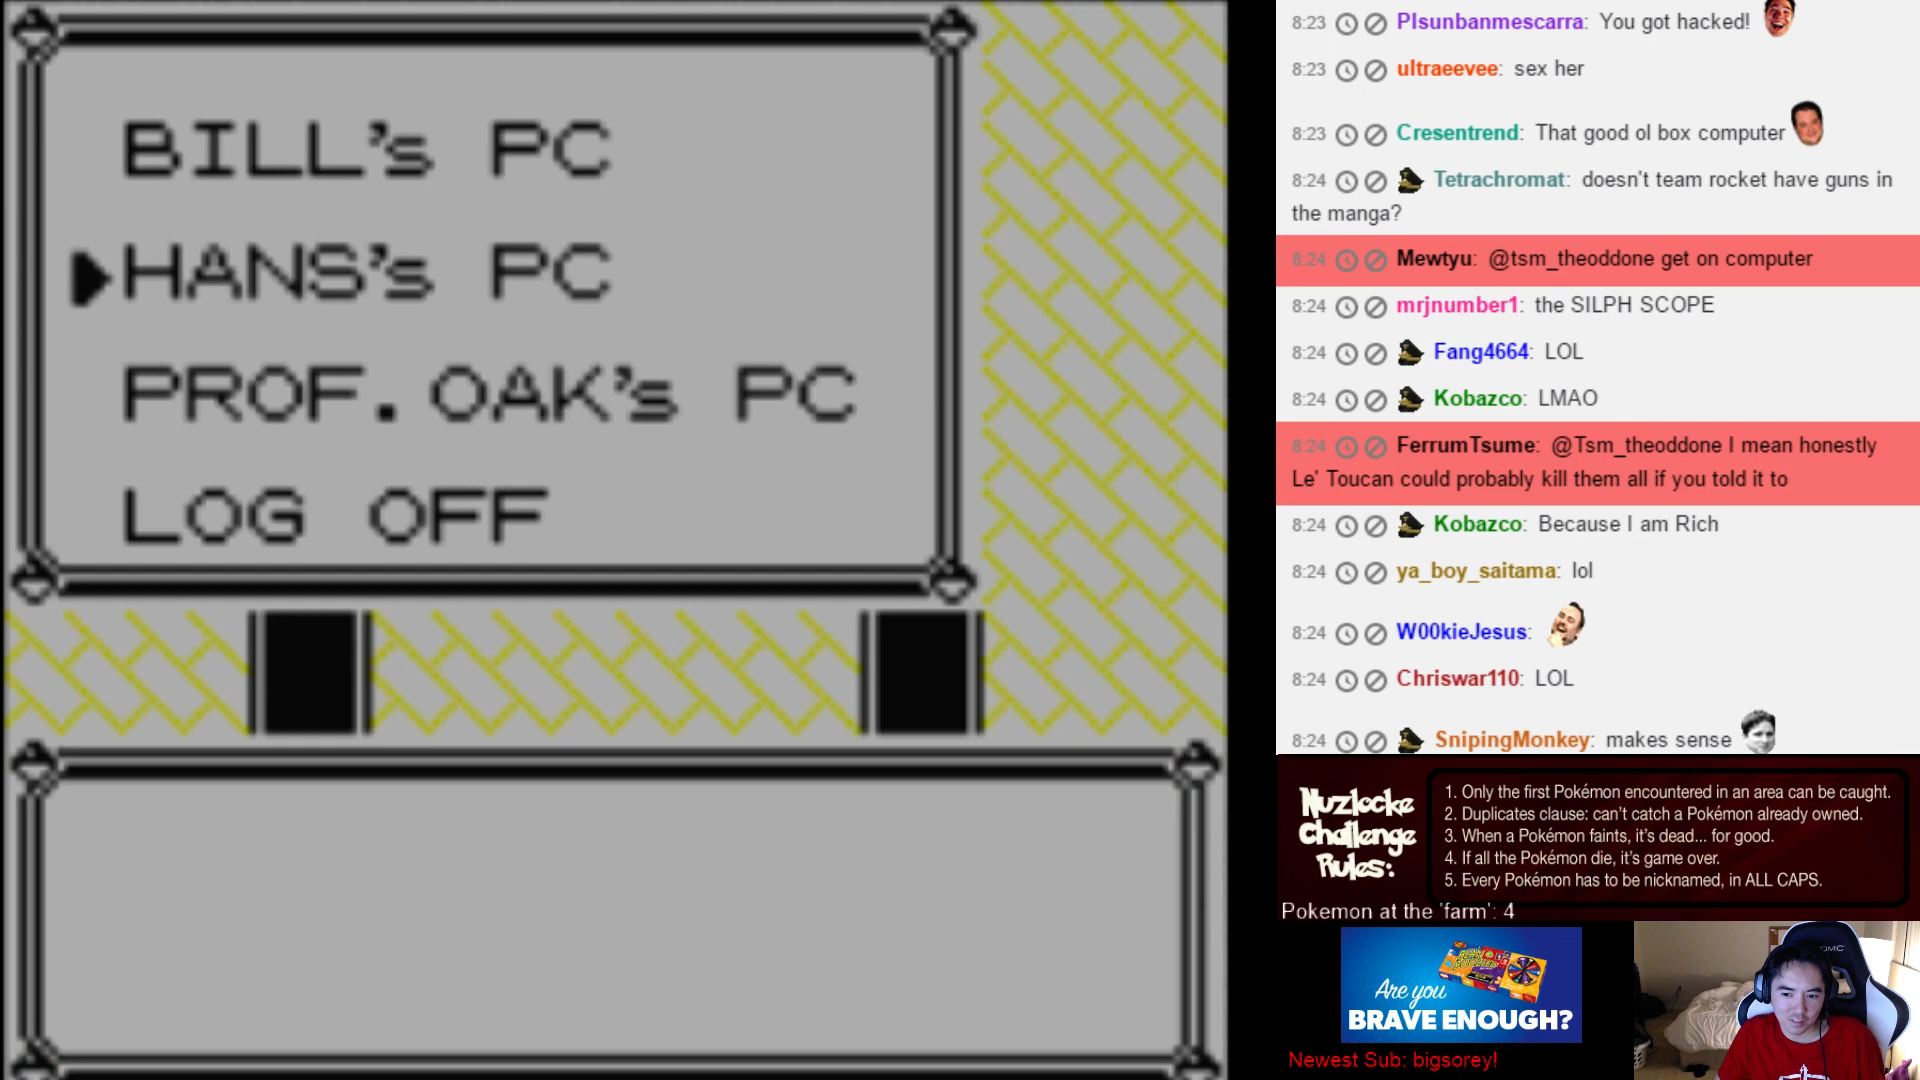 BILL's PC
HANS's PC
PROF.OAK's PC
LOG OFF
8:23 Plsunbanmescarra: You got hacked!
8:23 ultraeevee: sex her
8:23 Cresentrend: That good ol box computer
8:24 Tetrachromat: doesn't team rocket have guns in
the manga?
8:24 Mewtyu: @tsm_theoddone get on computer
8:24 mrjnumber1: the SILPH SCOPE
8:24 Fang4664: LOL
8:24 Kobazco: LMAO
8:24 FerrumTsume: @Tsm_theoddone I mean honestly
Le' Toucan could probably kill them all if you told it to
8:24 Kobazco: Because I am Rich
8:24 ya_boy_saitama: lol
8:24 W00kieJesus:
8:24 Chriswar110: LOL
8:24 SnipingMonkey: makes sense
Nuzlocke
Challenge
Rules:
1. Only the first Pokémon encountered in an area can be caught.
2. Duplicates clause: can't catch a Pokémon already owned.
3. When a Pokémon faints, it's dead... for good.
4. If all the Pokémon die, it's game over.
5. Every Pokémon has to be nicknamed, in ALL CAPS.
Pokemon at the 'farm': 4
Are you
BRAVE ENOUGH?
Newest Sub: bigsorey!